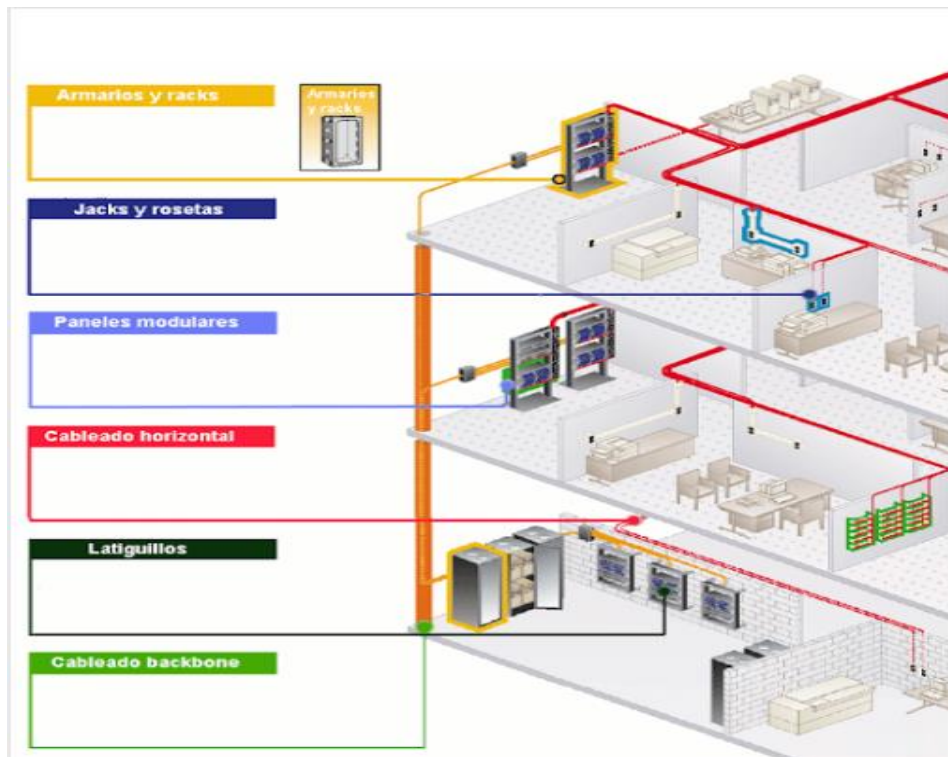 Armarios y racks
Armarios
y racks
Jacks y rosetas
Paneles modulares
Cableado horizontal
Latiguillos
Cableado backbone